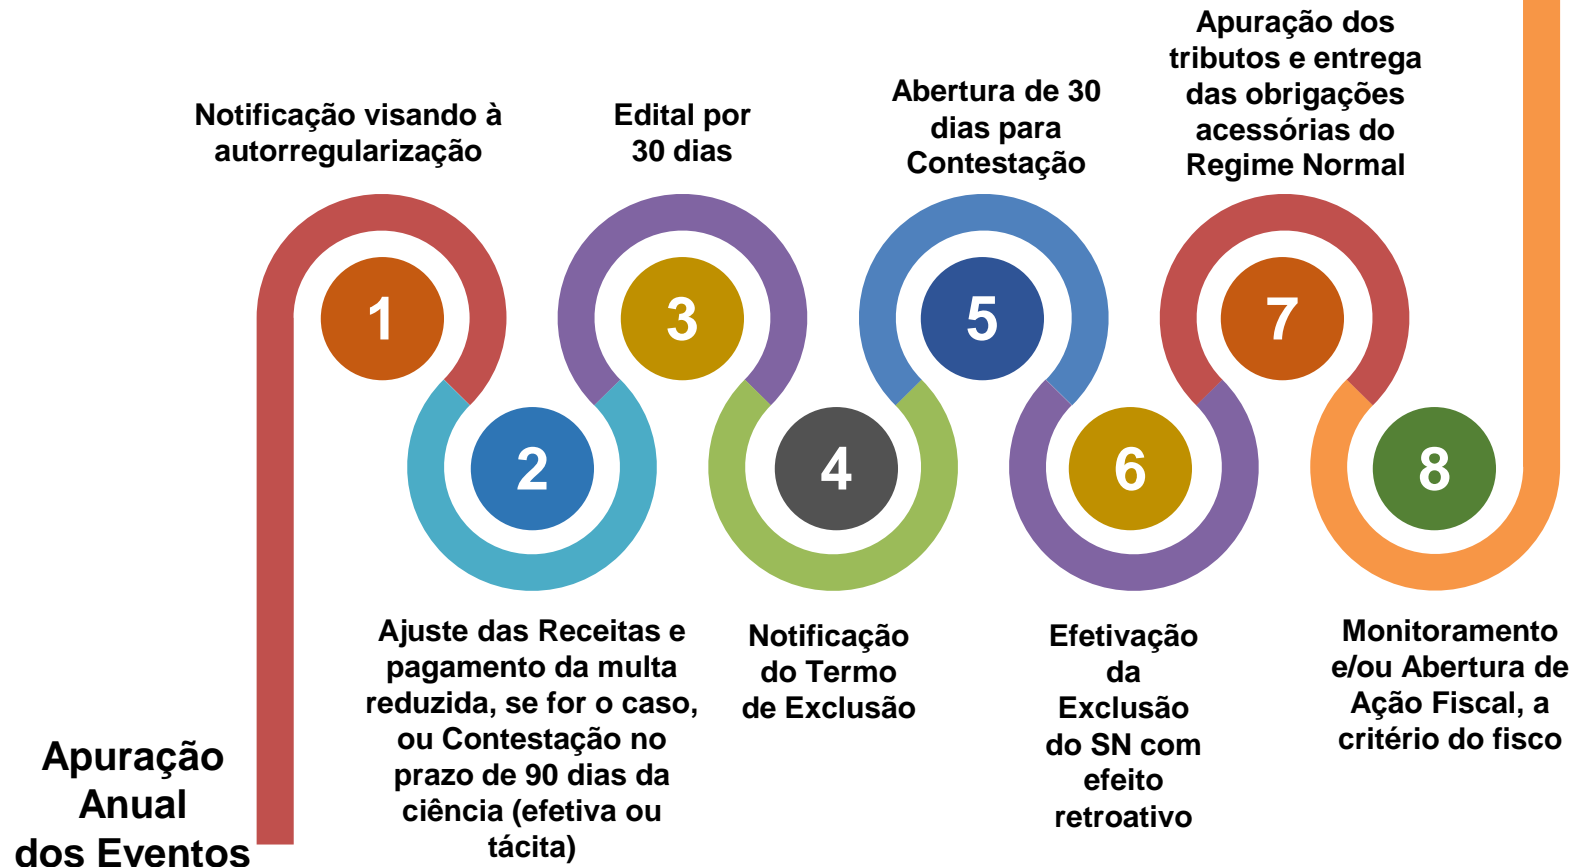 Apuração
Anual
dos Eventos
Notificação visando à
autorregularização
1
2
Ajuste das Receitas e
pagamento da multa
reduzida, se for o caso,
ou Contestação no
prazo de 90 dias da
ciência (efetiva ou
tácita)
Edital por
30 dias
3
4
Notificação
do Termo
de Exclusão
Abertura de 30
dias para
Contestação
5
6
Efetivação
da
Exclusão
do SN com
efeito
retroativo
Apuração dos
tributos e entrega
das obrigações
acessórias do
Regime Normal
7
8
Monitoramento
e/ou Abertura de
Ação Fiscal, a
critério do fisco